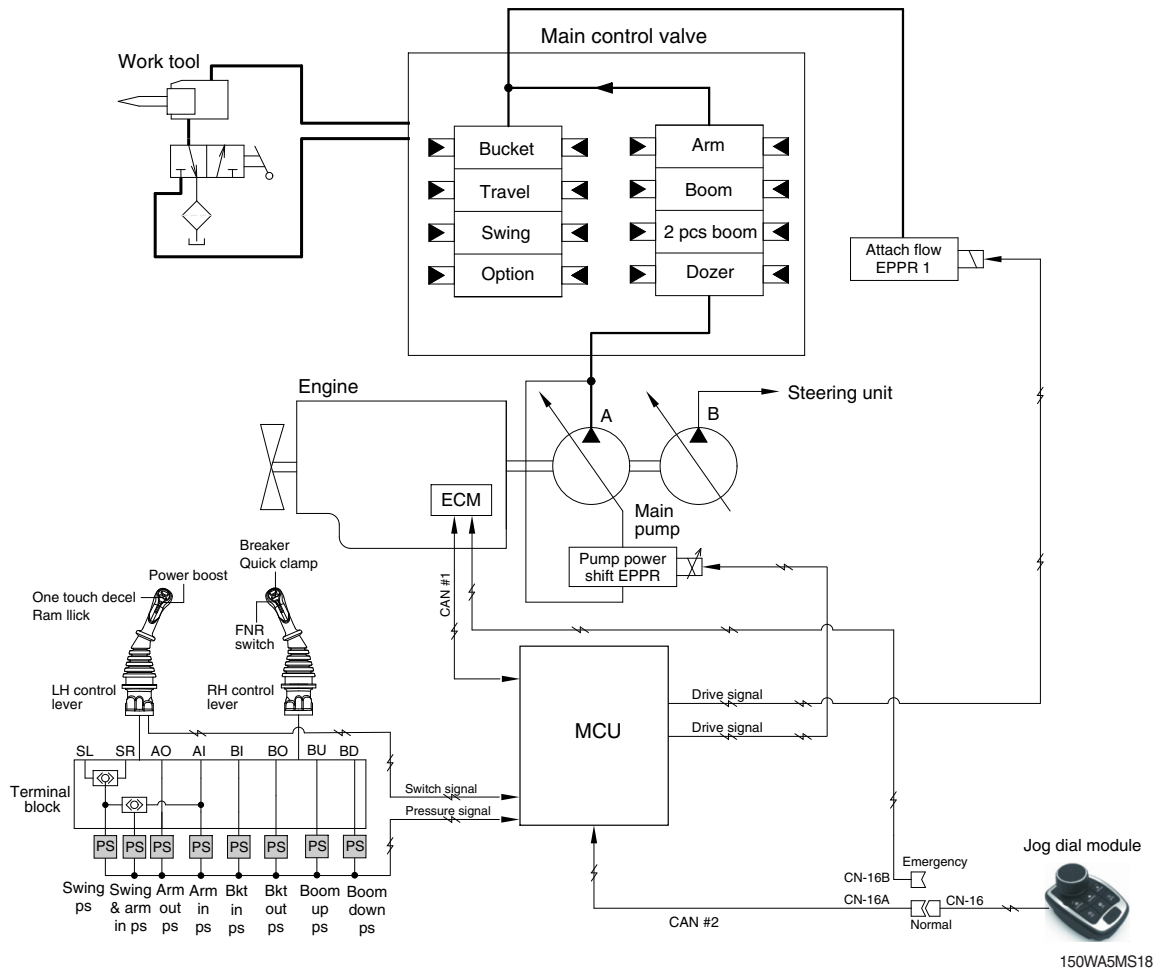 Main control valve
Work tool
Bucket
Travel
Swing
Option
Arm
Boom
2 pcs boom
Dozer
Attach flow
EPPR 1
Engine
A
B
Steering unit
ECM
Main
pump
Pump power
shift EPPR
CAN #1
Breaker
Quick clamp
Power boost
One touch decel
Ram llick
FNR
switch
LH control
lever
RH control
lever
MCU
Drive signal
Drive signal
SL
SR
AO
AI
BI
BO
BU
BD
Terminal
block
Switch signal
Pressure signal
PS
PS
PS
PS
PS
PS
PS
PS
Swing
ps
Swing
& arm
in ps
Arm
out
ps
Arm
in
ps
Bkt
in
ps
Bkt
out
ps
Boom
up
ps
Boom
down
ps
Jog dial module
Emergency
CN-16B
CN-16A
CN-16
Normal
CAN #2
150WA5MS18